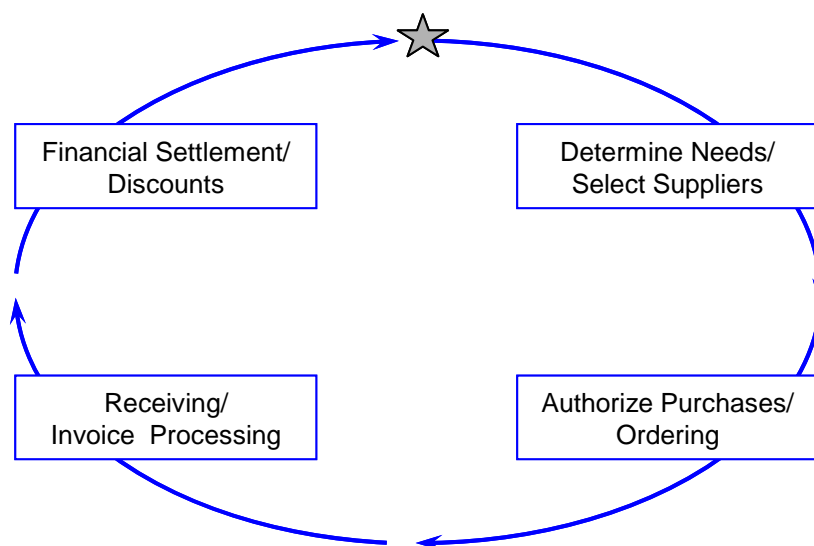 Financial Settlement/
Discounts
Determine Needs/
Select Suppliers
Receiving/
Invoice Processing
Authorize Purchases/
Ordering